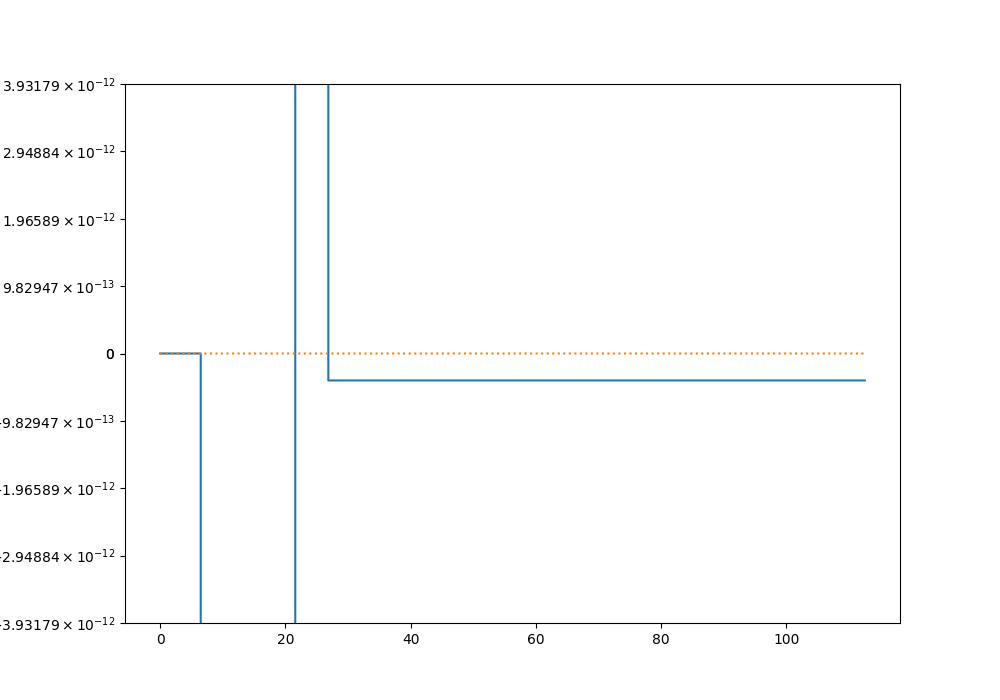 3.93179 × 10⁻¹²
2.94884 × 10⁻¹²
1.96589 × 10⁻¹²
9.82947 × 10⁻¹³
0
-9.82947 × 10⁻¹³
-1.96589 × 10⁻¹²
-2.94884 × 10⁻¹²
-3.93179 × 10⁻¹²
0 20 40 60 80 100